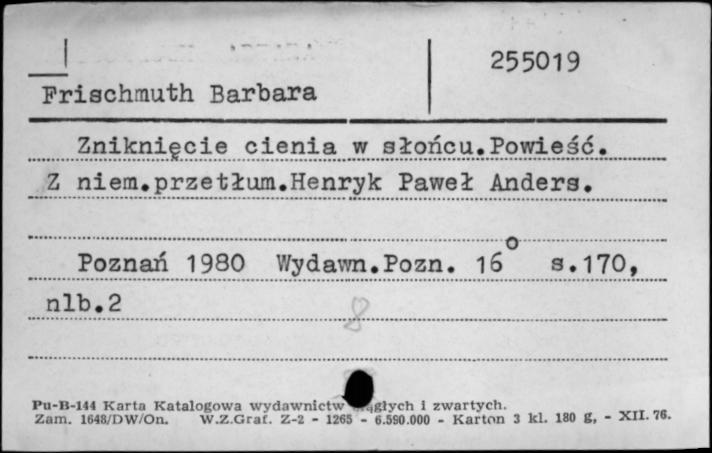 255019
Frischmuth Barbara
Zniknięcie cienia w słońcu.Powieść.
Z niem.przetłum.Henryk Paweł Anders.
Poznań 1980 Wydawn.Pozn. 16° s.170,
nlb.2
8
Pu-B-144 Karta Katalogowa wydawnictw i zwartych.
Zam. 1648/DW/On. W.Z.Graf. Z-2 - 1265 - 6.590.000 - Karton 3 kl. 180 g, - XII. 76.